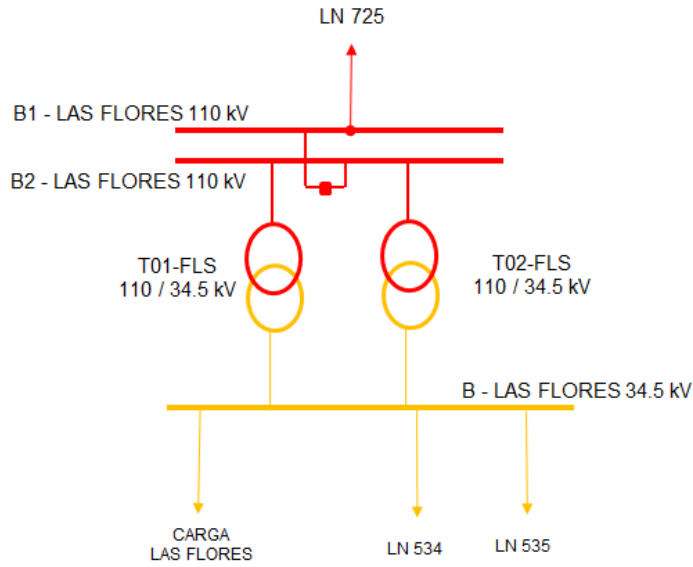 LN 725
B1 - LAS FLORES 110 kV
B2 - LAS FLORES 110 kV
T01-FLS
110 / 34.5 kV
T02-FLS
110 / 34.5 kV
B - LAS FLORES 34.5 kV
CARGA
LAS FLORES
LN 534
LN 535